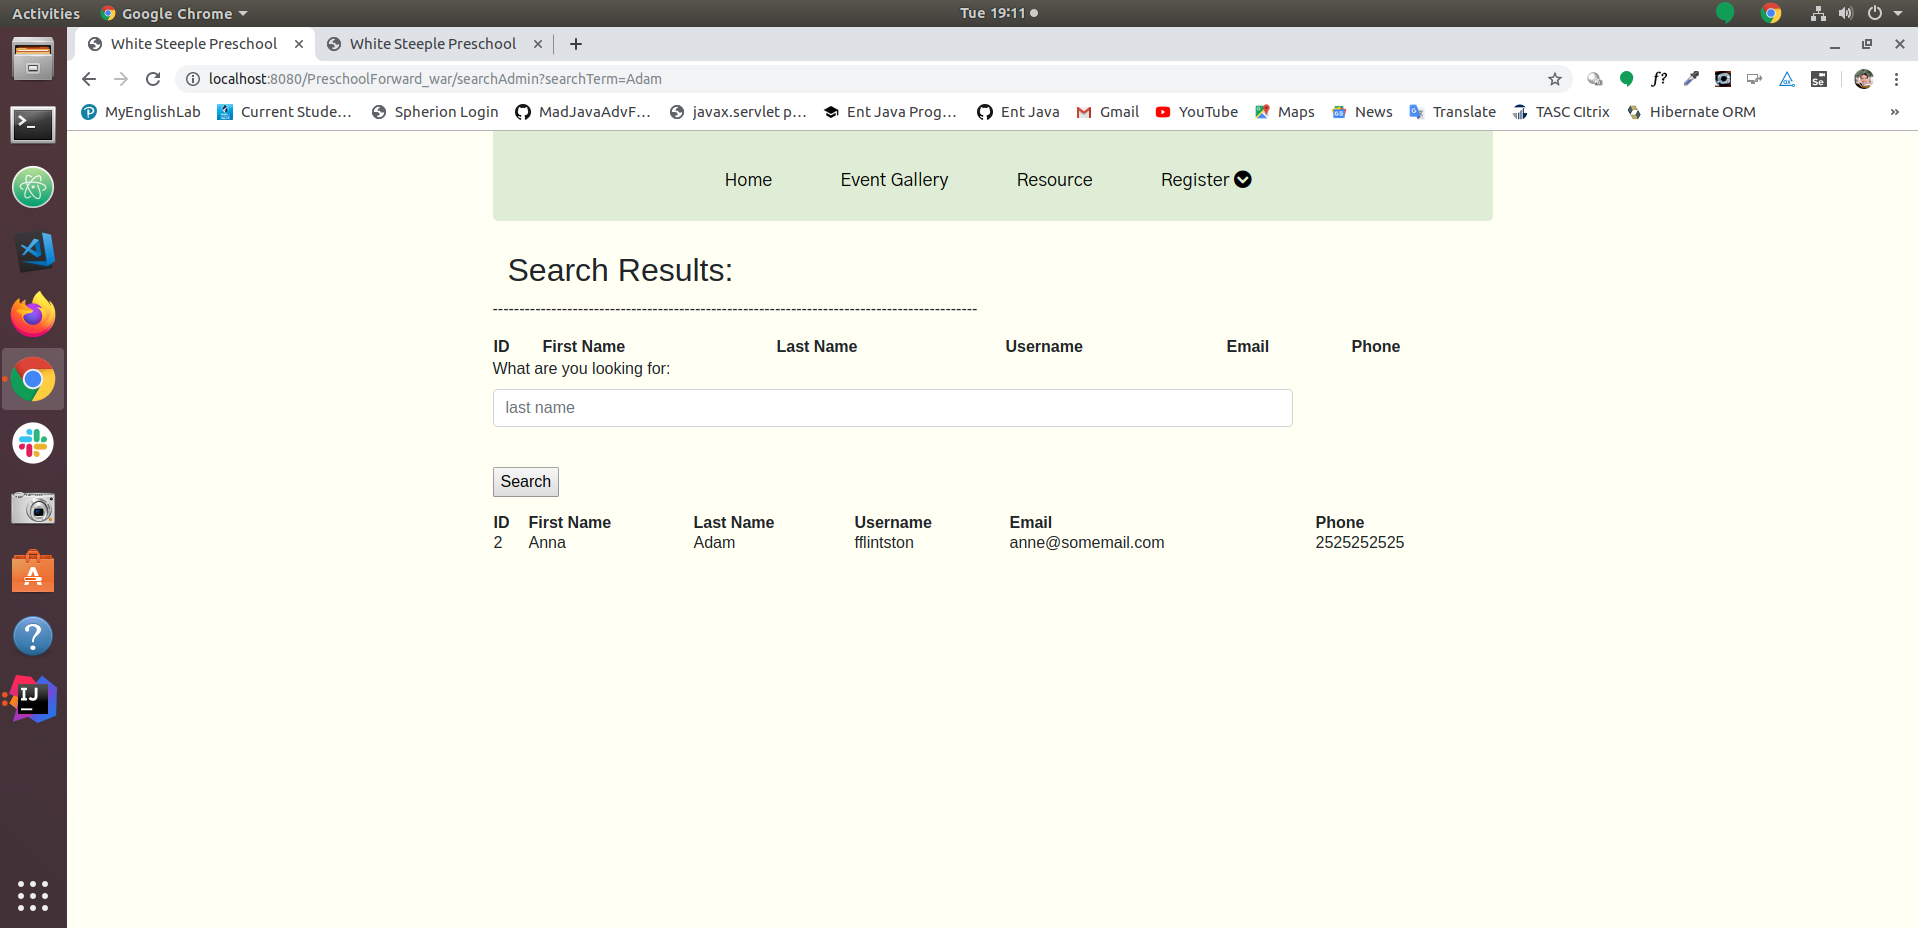 Activities Google Chrome Tue 19:11
White Steeple Preschool White Steeple Preschool
localhost:8080/PreschoolForward_war/searchAdmin?searchTerm=Adam f?
Se
MyEnglishLab Current Stude... Spherion Login MadJavaAdvF... javax.servlet p... Ent Java Prog... Ent Java Gmail YouTube Maps News Translate TASC CItrix Hibernate ORM »
Home Event Gallery Resource Register
Search Results:
--------------------------------------------------------------------------------------------
ID First Name Last Name Username Email Phone
What are you looking for:
last name
Search
ID First Name Last Name Username Email Phone
2 Anna Adam fflintston anne@somemail.com 2525252525
IJ